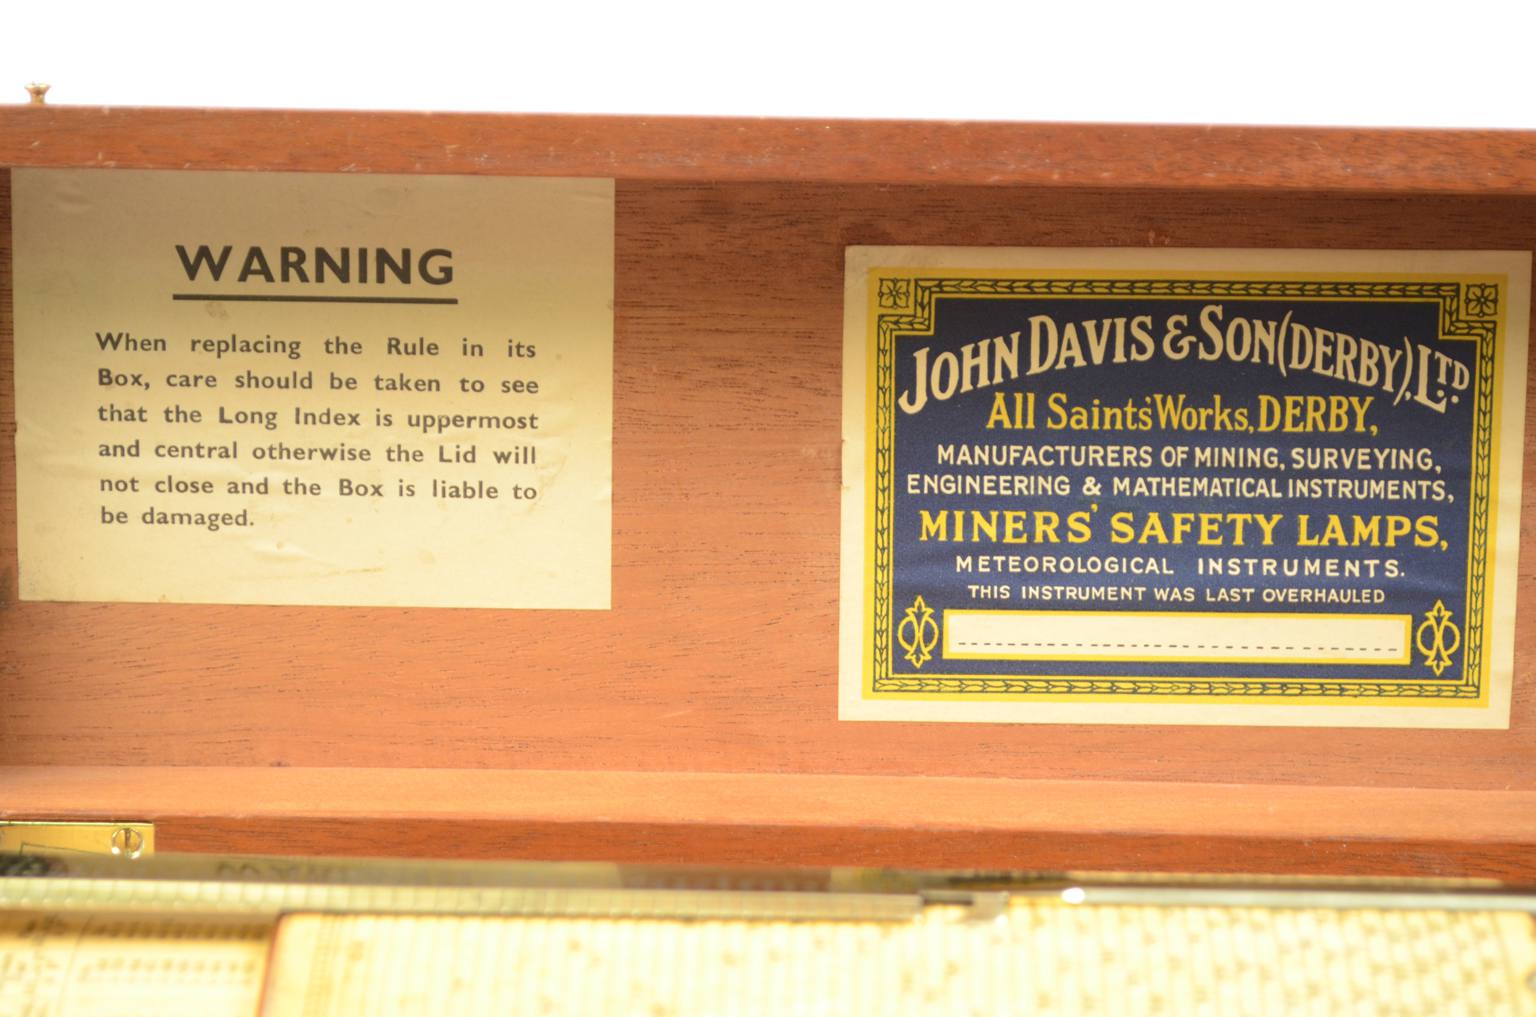 WARNING
When replacing the Rule in its
Box, care should be taken to see
that the Long Index is uppermost
and central otherwise the Lid will
not close and the Box is liable to
be damaged.
JOHN DAVIS & SON (DERBY), LTD.
All Saints' Works, DERBY,
MANUFACTURERS OF MINING, SURVEYING,
ENGINEERING & MATHEMATICAL INSTRUMENTS,
MINERS' SAFETY LAMPS,
METEOROLOGICAL INSTRUMENTS.
THIS INSTRUMENT WAS LAST OVERHAULED